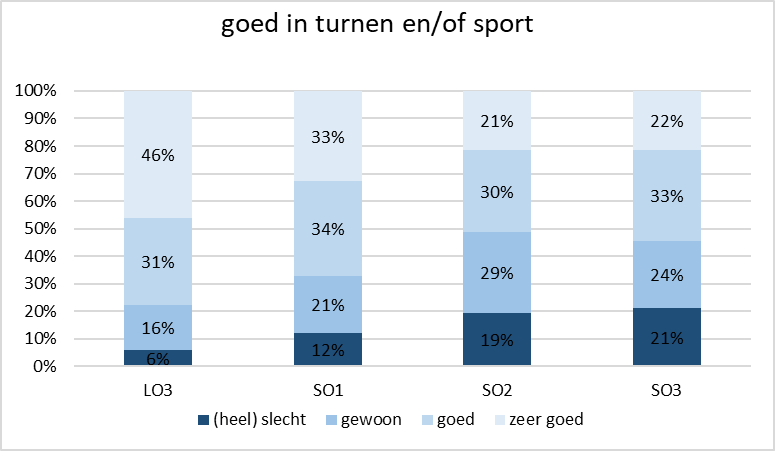 goed in turnen en/of sport
100%
90%
80%
70%
60%
50%
40%
30%
20%
10%
0%
46% 33% 21% 22%
31% 34% 30% 33%
16% 21% 29% 24%
6% 12% 19% 21%
LO3 SO1 SO2 SO3
(heel) slecht gewoon goed zeer goed